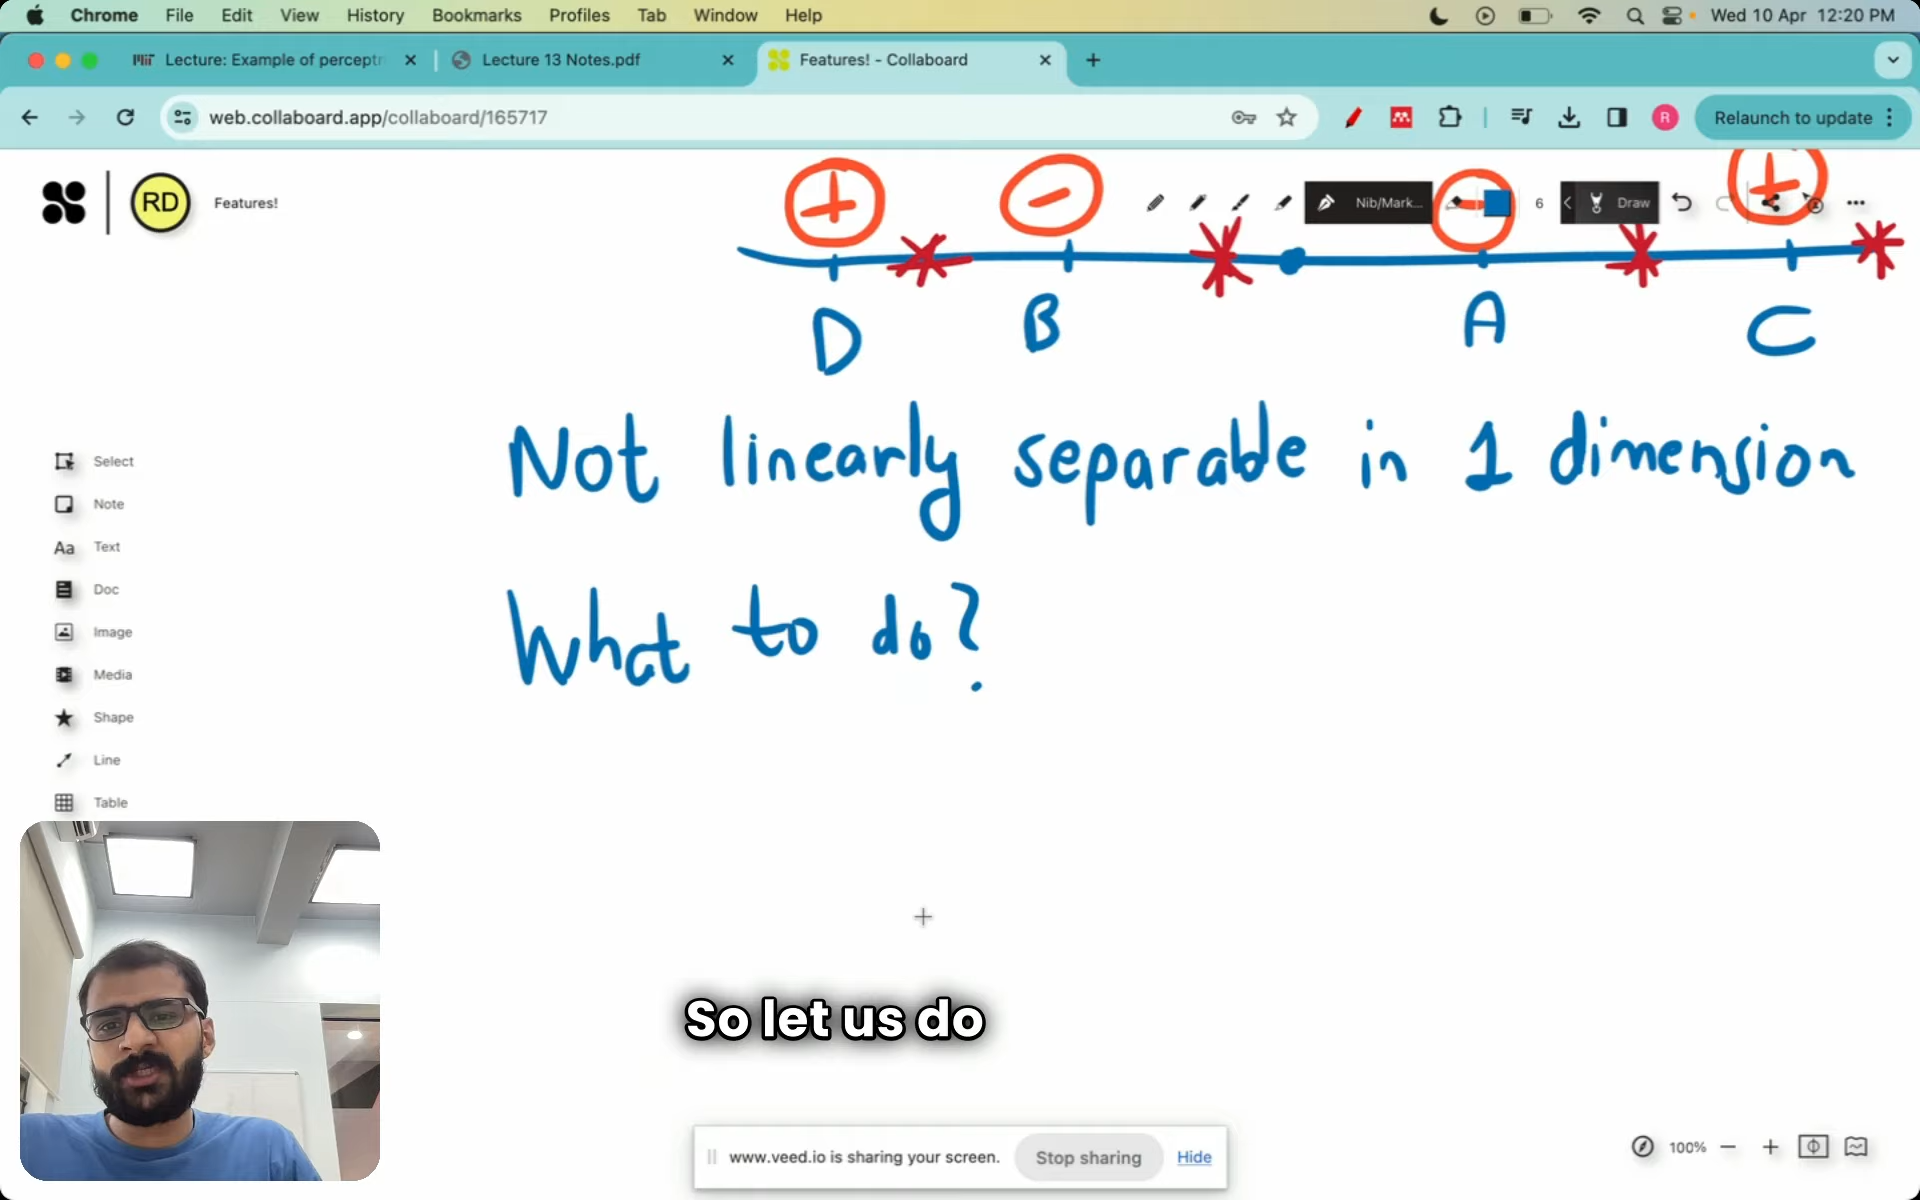 Chrome File Edit View History Bookmarks Profiles Tab Window Help Wed 10 Apr 12:20 PM
MIT Lecture: Example of perceptr Lecture 13 Notes.pdf Features! - Collaboard
web.collaboard.app/collaboard/165717 R Relaunch to update
RD Features! Nib/Mark... 6 Draw
+ - - +
D B A C
Not linearly separable in 1 dimension
What to do?
Select
Note
Aa Text
Doc
Image
Media
Shape
Line
Table
So let us do
www.veed.io is sharing your screen. Stop sharing Hide
100%